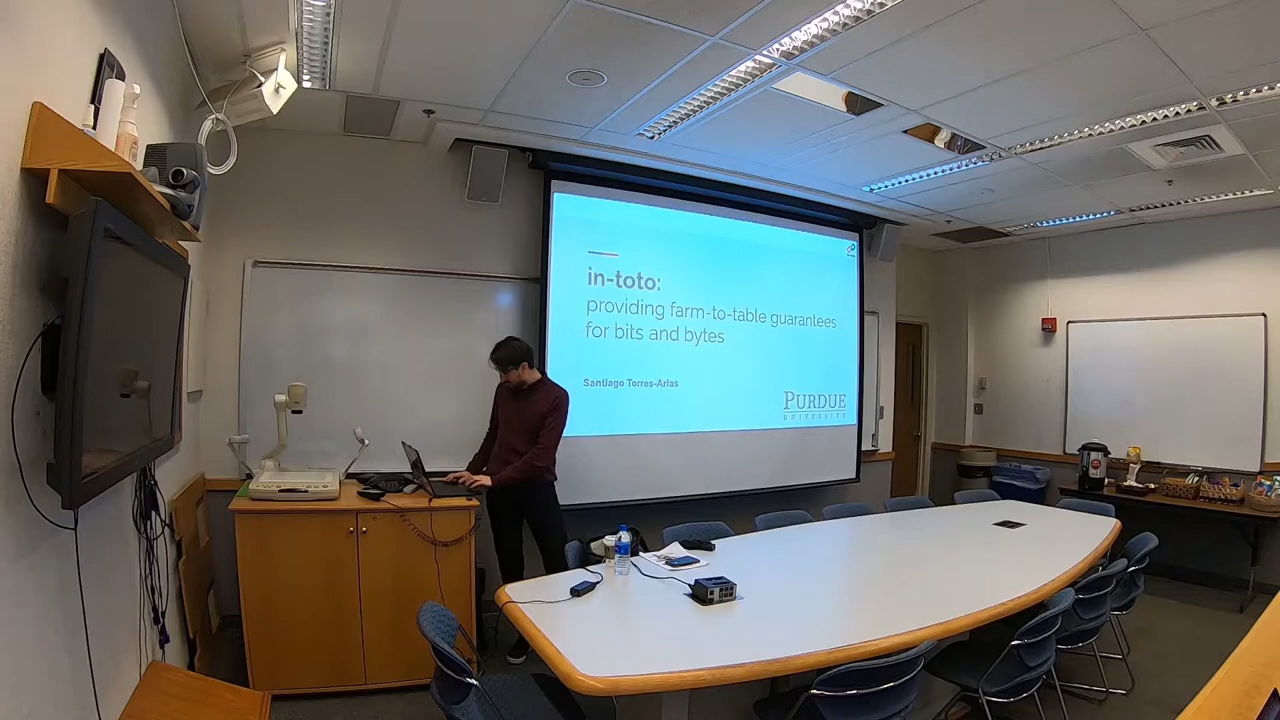 in-toto:
providing farm-to-table guarantees
for bits and bytes
Santiago Torres-Arias
PURDUE
UNIVERSITY